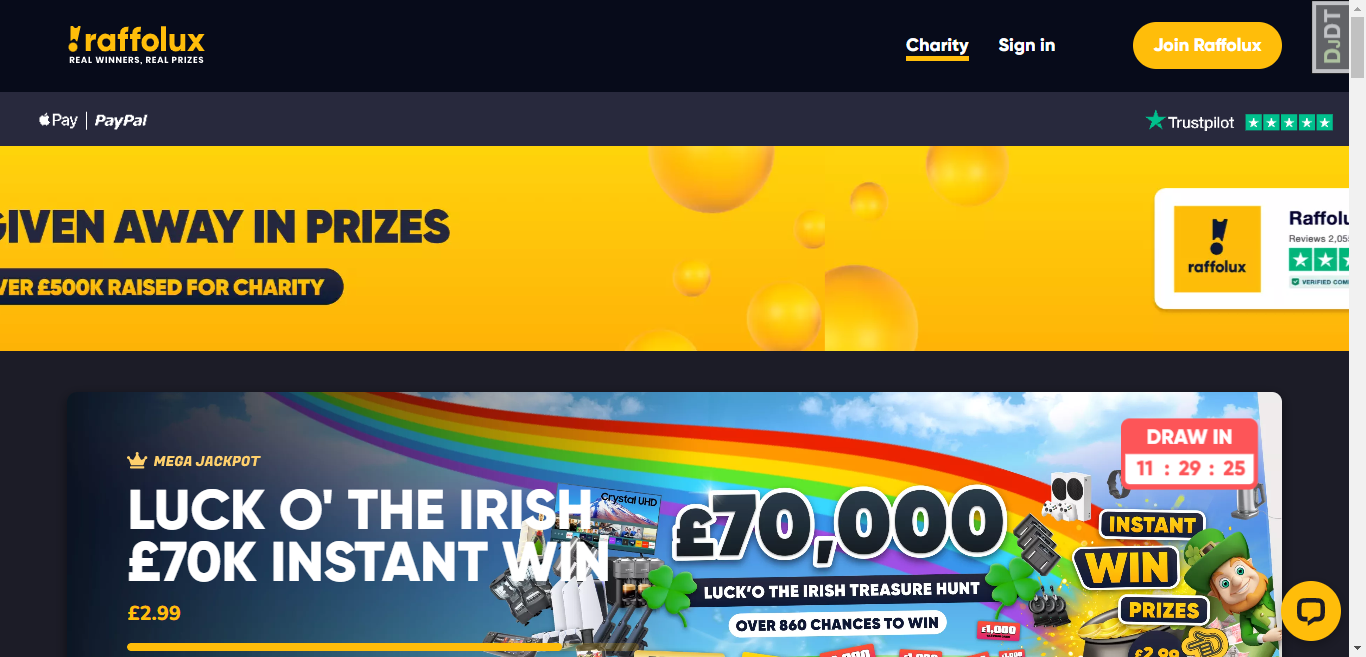 raffolux
REAL WINNERS, REAL PRIZES
Charity
Sign in
Join Raffolux
DJDT
Pay | PayPal
Trustpilot
GIVEN AWAY IN PRIZES
VER £500K RAISED FOR CHARITY
raffolux
Raffolu
Reviews 2,05
VERIFIED COM
MEGA JACKPOT
LUCK O' THE IRISH
£70K INSTANT WIN
£2.99
Crystal UHD
£70,000
LUCK'O THE IRISH TREASURE HUNT
OVER 860 CHANCES TO WIN
£1,000
DRAW IN
11 : 29 : 25
INSTANT
WIN
PRIZES
£2.99